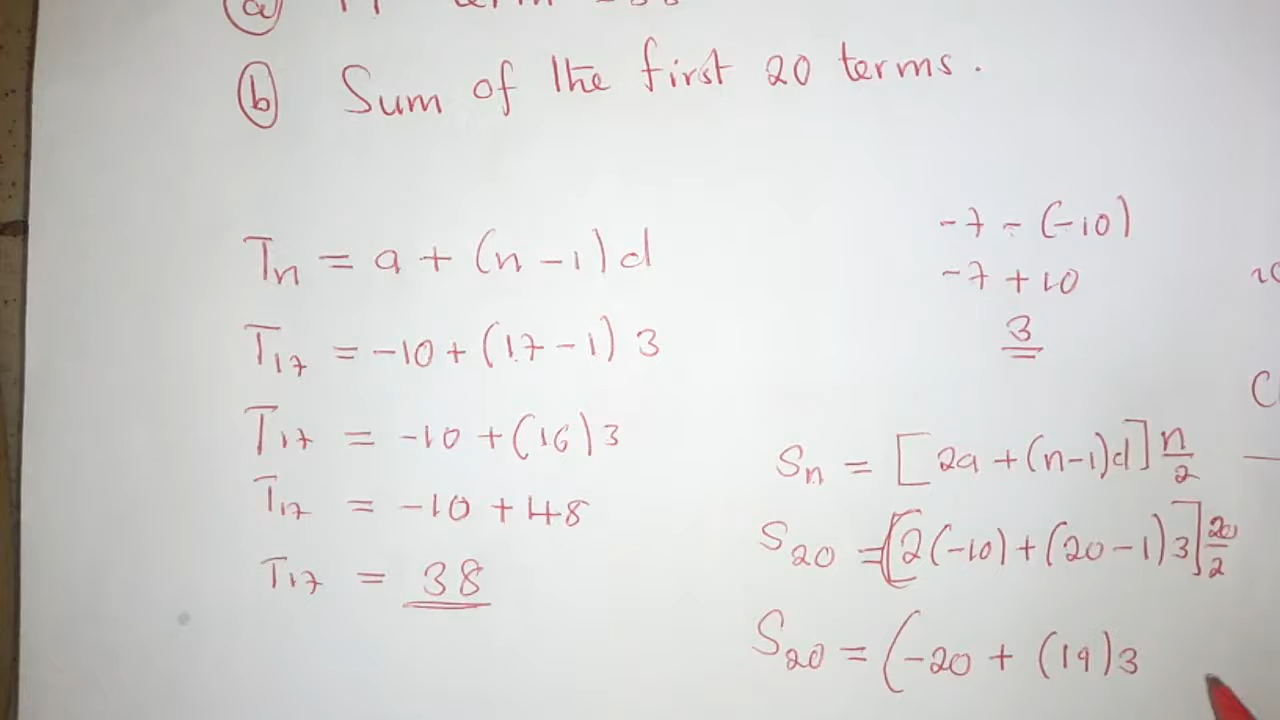 (a) 17 term
(b) Sum of the first 20 terms.
Tn = a + (n - 1)d
T17 = -10 + (17 - 1) 3
T17 = -10 + (16) 3
T17 = -10 + 48
T17 = 38
-7 - (-10)
-7 + 10
3
Sn = [2a + (n-1)d] n/2
S20 = [2(-10) + (20-1)3] 20/2
S20 = (-20 + (19)3